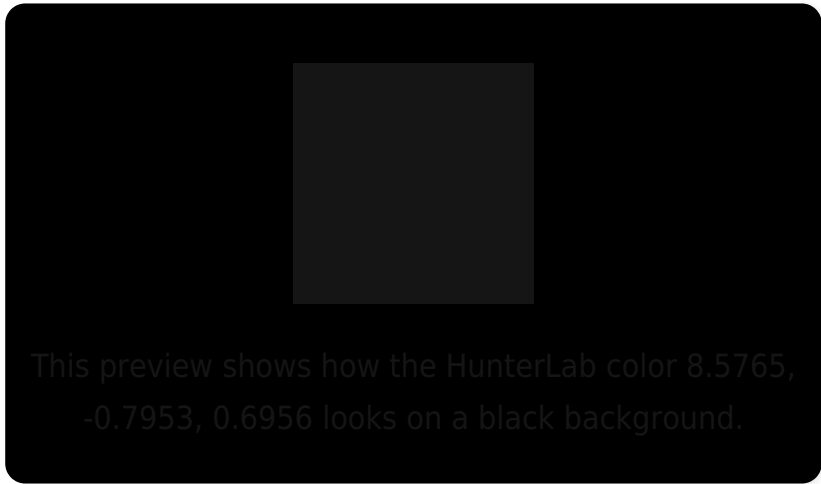 This preview shows how the HunterLab color 8.5765,
-0.7953, 0.6956 looks on a black background.